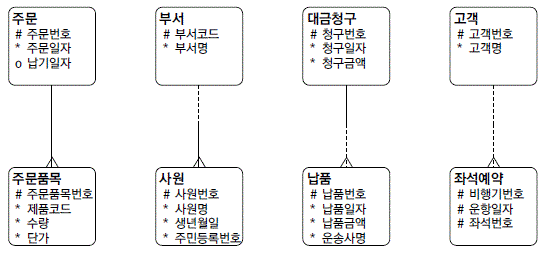 주문
# 주문번호
* 주문일자
o 납기일자
부서
# 부서코드
* 부서명
대금청구
# 청구번호
* 청구일자
* 청구금액
고객
# 고객번호
* 고객명
주문품목
# 주문품목번호
* 제품코드
* 수량
* 단가
사원
# 사원번호
* 사원명
* 생년월일
* 주민등록번호
납품
# 납품번호
* 납품일자
* 납품금액
* 운송사명
좌석예약
# 비행기번호
# 운항일자
# 좌석번호